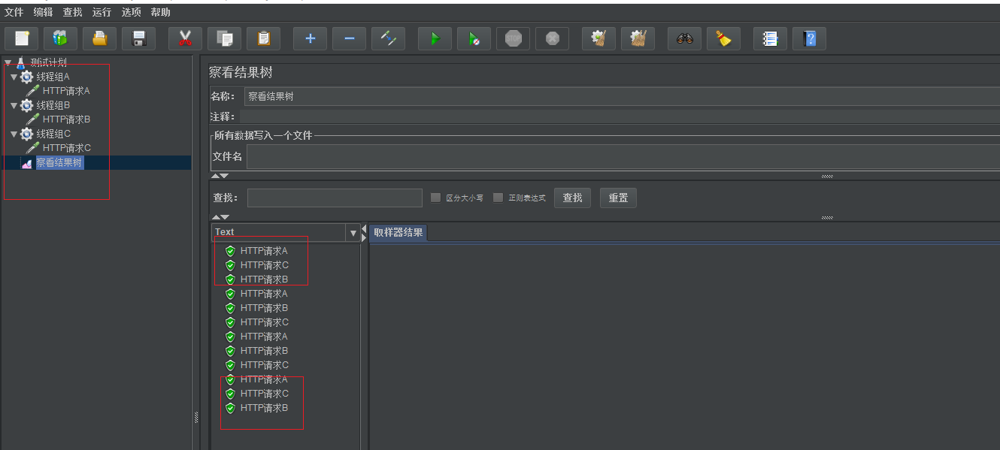 文件 编辑 查找 运行 选项 帮助
STOP
测试计划
线程组A
HTTP请求A
线程组B
HTTP请求B
线程组C
HTTP请求C
察看结果树
察看结果树
名称： 察看结果树
注释：
所有数据写入一个文件
文件名
查找： 区分大小写 正则表达式 查找 重置
Text
取样器结果
HTTP请求A
HTTP请求C
HTTP请求B
HTTP请求A
HTTP请求B
HTTP请求C
HTTP请求A
HTTP请求B
HTTP请求C
HTTP请求A
HTTP请求C
HTTP请求B